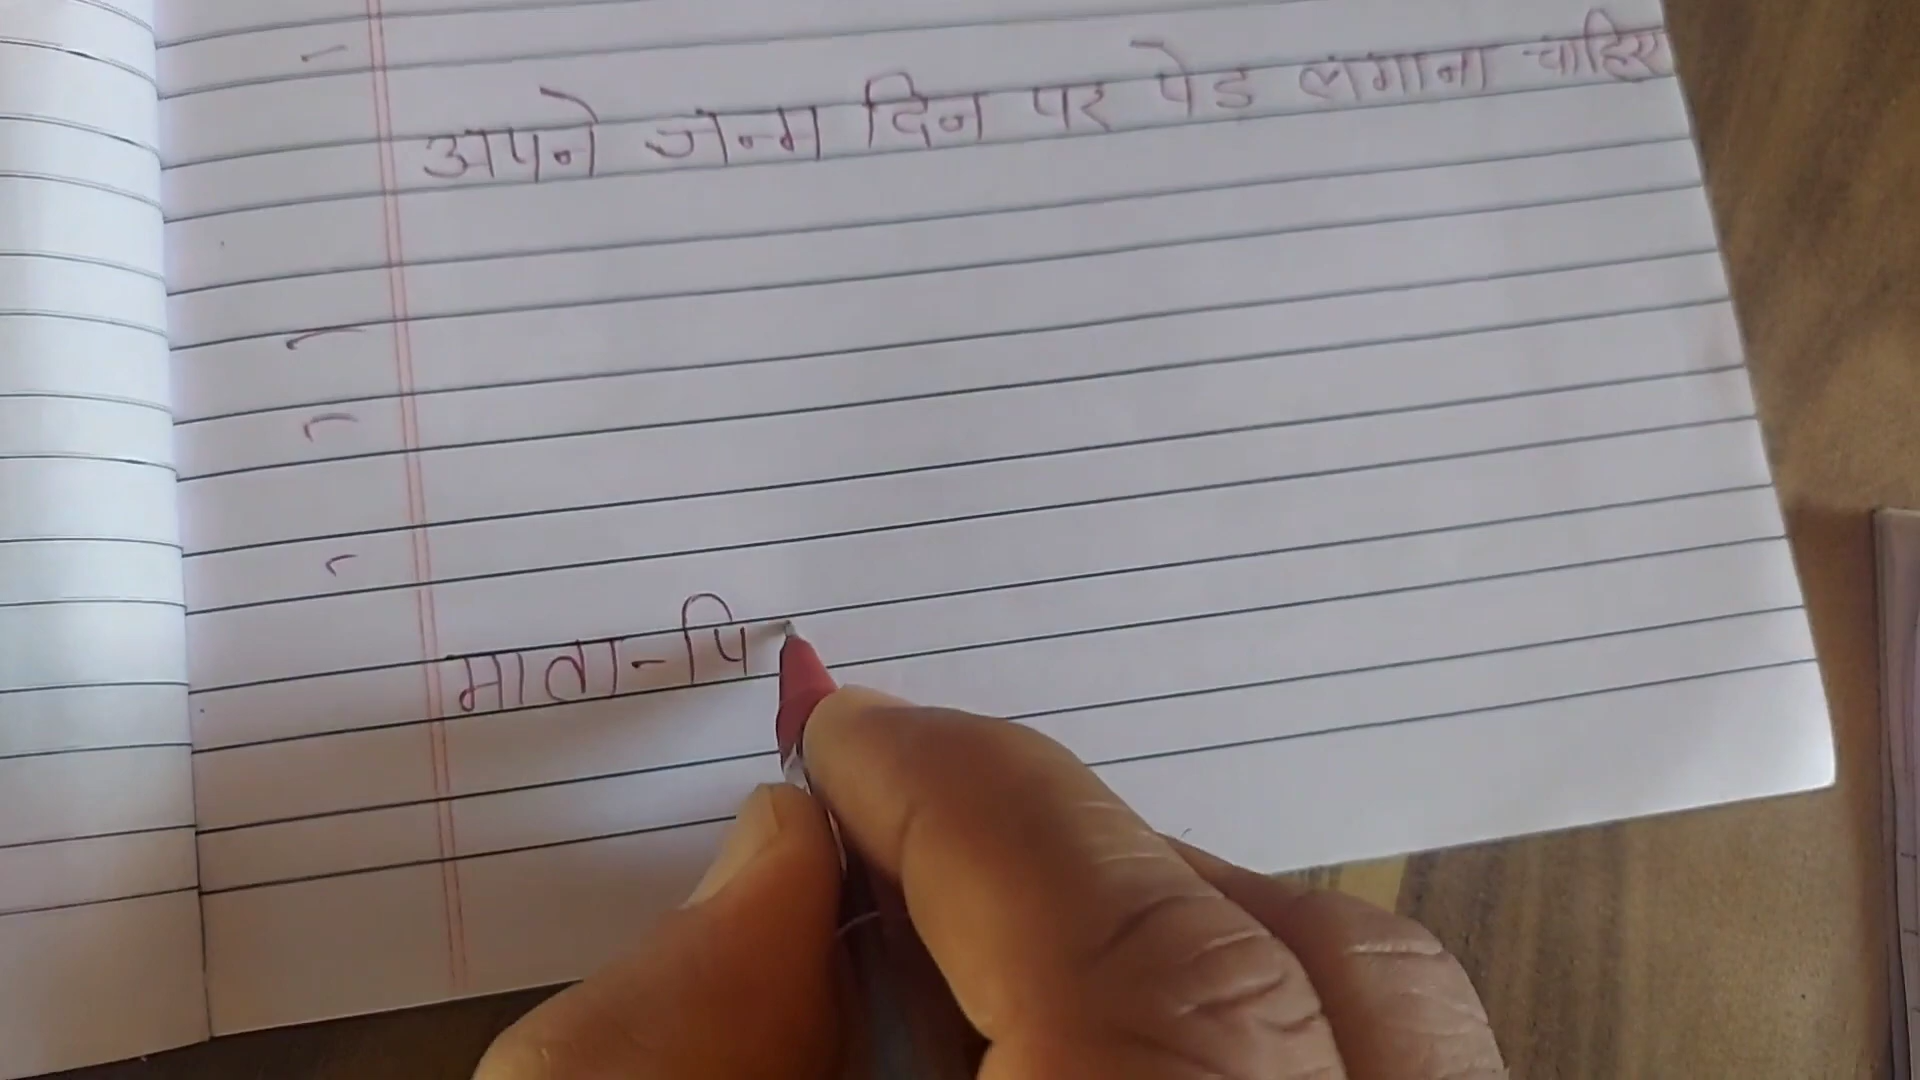 अपने जन्म दिन पर पेड लगाना चाहिए
माता-पि